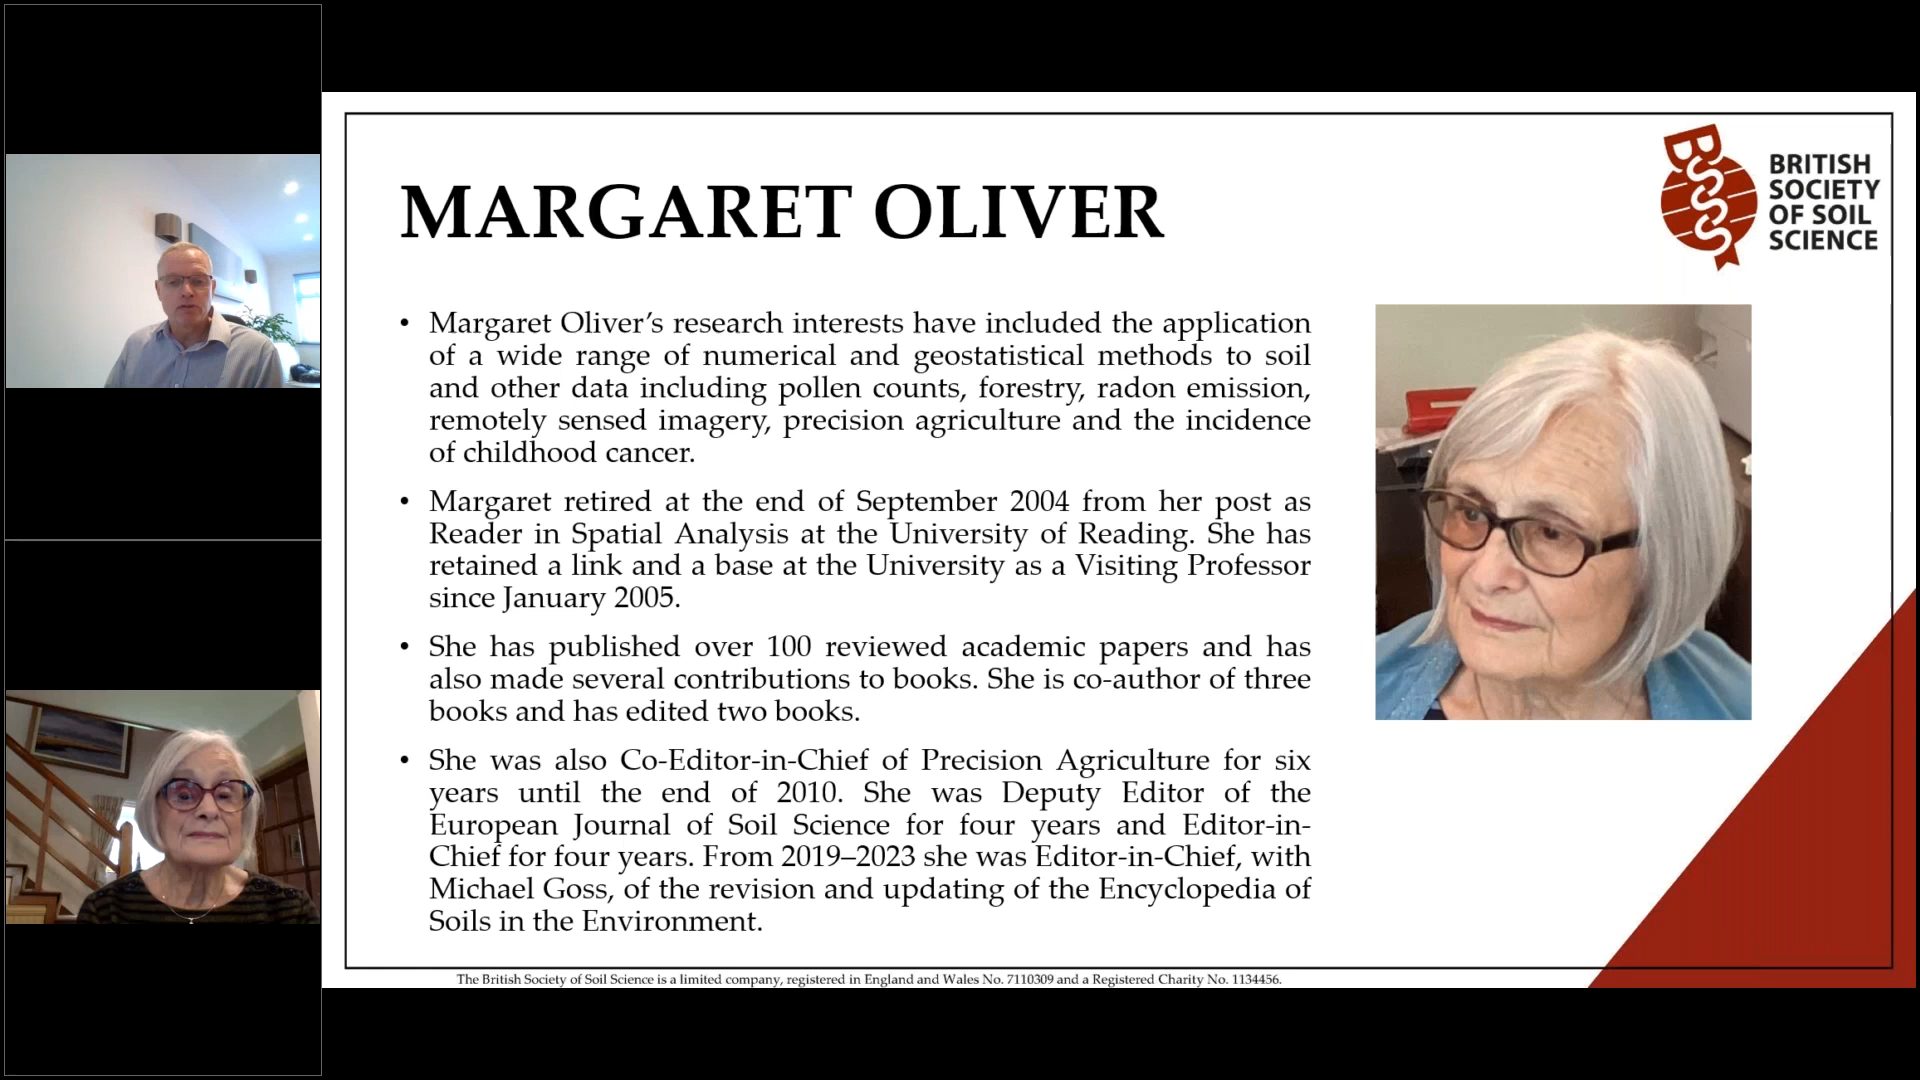 MARGARET OLIVER
BSSS
BRITISH
SOCIETY
OF SOIL
SCIENCE
• Margaret Oliver’s research interests have included the application
of a wide range of numerical and geostatistical methods to soil
and other data including pollen counts, forestry, radon emission,
remotely sensed imagery, precision agriculture and the incidence
of childhood cancer.
• Margaret retired at the end of September 2004 from her post as
Reader in Spatial Analysis at the University of Reading. She has
retained a link and a base at the University as a Visiting Professor
since January 2005.
• She has published over 100 reviewed academic papers and has
also made several contributions to books. She is co-author of three
books and has edited two books.
• She was also Co-Editor-in-Chief of Precision Agriculture for six
years until the end of 2010. She was Deputy Editor of the
European Journal of Soil Science for four years and Editor-in-
Chief for four years. From 2019–2023 she was Editor-in-Chief, with
Michael Goss, of the revision and updating of the Encyclopedia of
Soils in the Environment.
The British Society of Soil Science is a limited company, registered in England and Wales No. 7110309 and a Registered Charity No. 1134456.